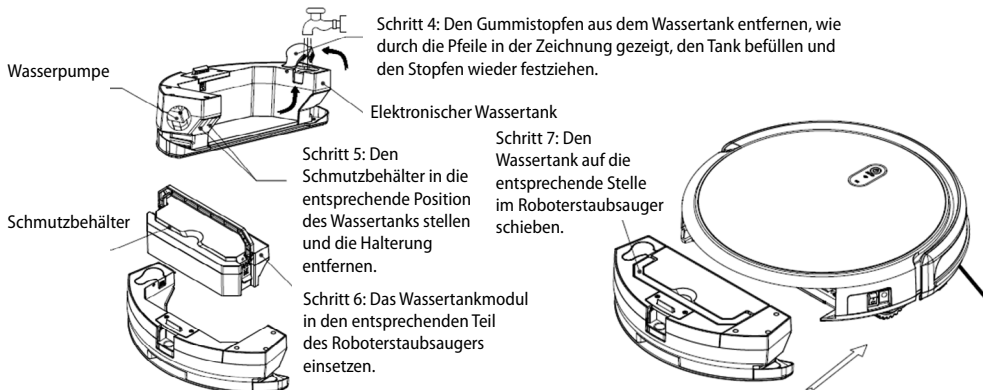 Schritt 4: Den Gummistopfen aus dem Wassertank entfernen, wie
durch die Pfeile in der Zeichnung gezeigt, den Tank befüllen und
den Stopfen wieder festziehen.
Wasserpumpe
Elektronischer Wassertank
Schritt 5: Den
Schmutzbehälter in die
entsprechende Position
des Wassertanks stellen
und die Halterung
entfernen.
Schritt 7: Den
Wassertank auf die
entsprechende Stelle
im Roboterstaubsauger
schieben.
Schmutzbehälter
Schritt 6: Das Wassertankmodul
in den entsprechenden Teil
des Roboterstaubsaugers
einsetzen.